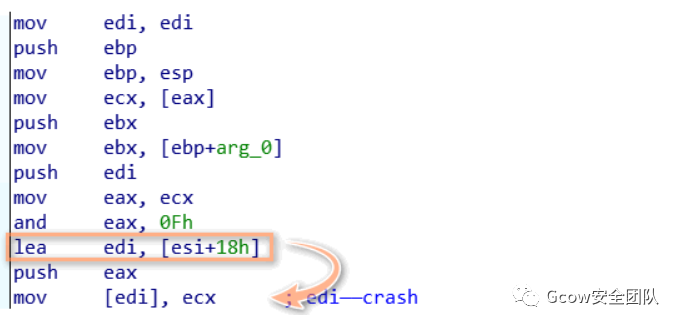 mov edi, edi
push ebp
mov ebp, esp
mov ecx, [eax]
push ebx
mov ebx, [ebp+arg_0]
push edi
mov eax, ecx
and eax, 0Fh
lea edi, [esi+18h]
push eax
mov [edi], ecx ; edi——crash
Gcow安全团队